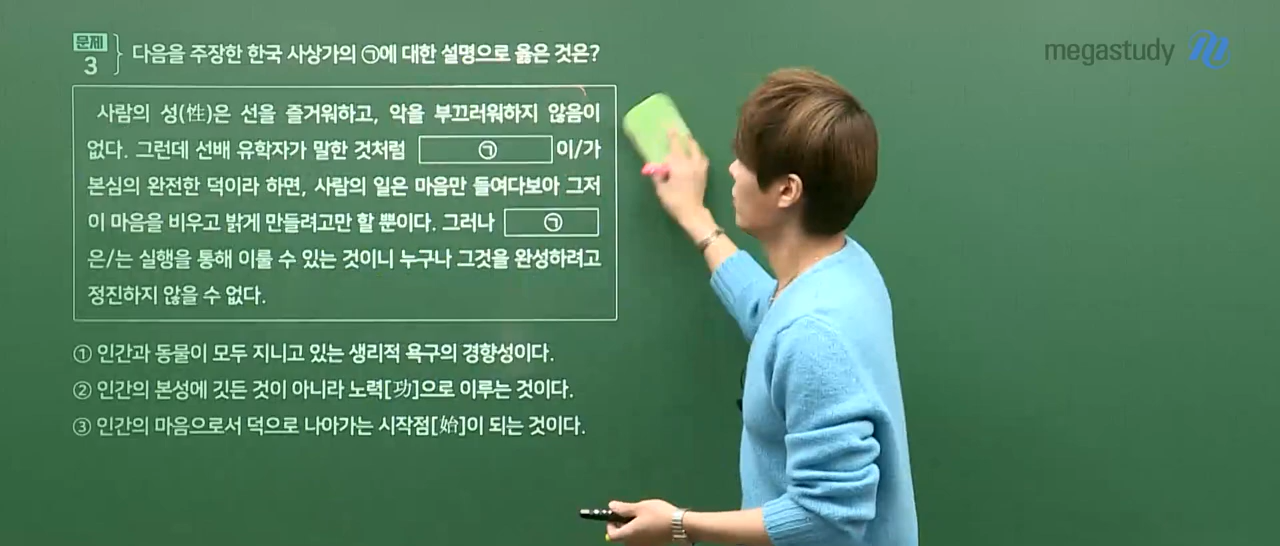 문제
3
다음을 주장한 한국 사상가의 ㉠에 대한 설명으로 옳은 것은?
megastudy
사람의 성(性)은 선을 즐거워하고, 악을 부끄러워하지 않음이
없다. 그런데 선배 유학자가 말한 것처럼 ㉠ 이/가
본심의 완전한 덕이라 하면, 사람의 일은 마음만 들여다보아 그저
이 마음을 비우고 밝게 만들려고만 할 뿐이다. 그러나 ㉠
은/는 실행을 통해 이룰 수 있는 것이니 누구나 그것을 완성하려고
정진하지 않을 수 없다.
① 인간과 동물이 모두 지니고 있는 생리적 욕구의 경향성이다.
② 인간의 본성에 깃든 것이 아니라 노력[功]으로 이루는 것이다.
③ 인간의 마음으로서 덕으로 나아가는 시작점[始]이 되는 것이다.